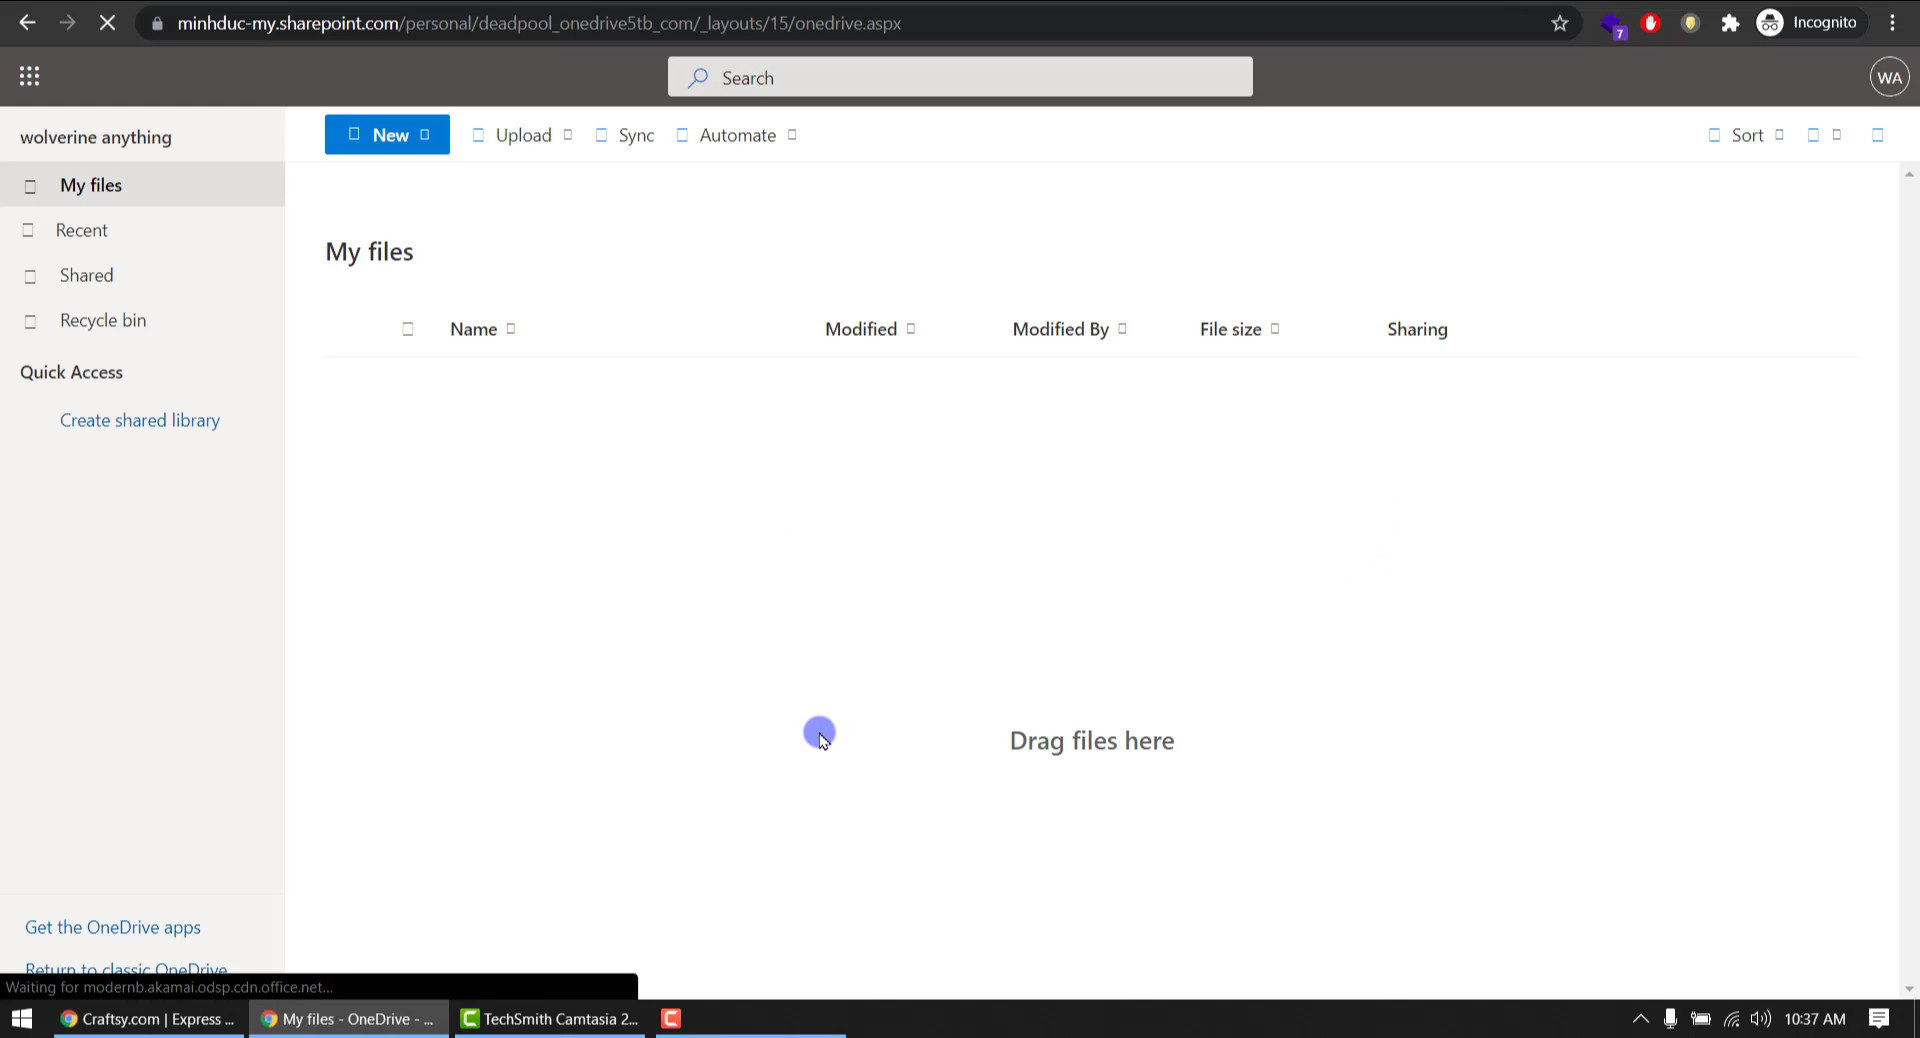 minhduc-my.sharepoint.com/personal/deadpool_onedrive5tb_com/_layouts/15/onedrive.aspx
7
Incognito
Search
WA
wolverine anything
New
Upload
Sync
Automate
Sort
My files
Recent
Shared
Recycle bin
Quick Access
Create shared library
My files
Name
Modified
Modified By
File size
Sharing
Drag files here
Get the OneDrive apps
Return to classic OneDrive
Waiting for modernb.akamai.odsp.cdn.office.net...
Craftsy.com | Express ...
My files - OneDrive - ...
TechSmith Camtasia 2...
10:37 AM